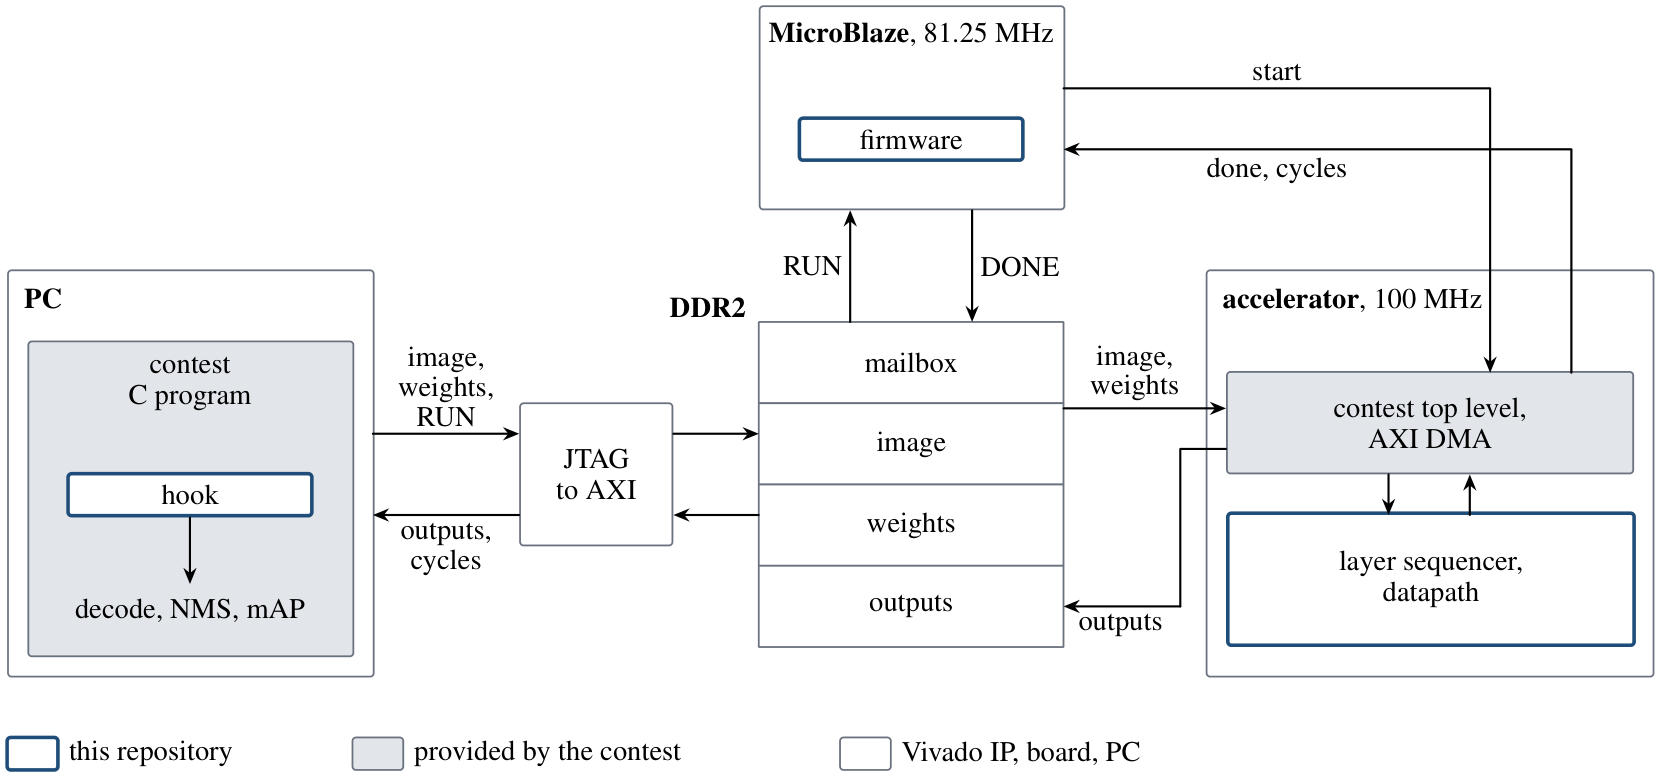 MicroBlaze, 81.25 MHz
firmware
start
done, cycles
RUN
DONE
PC
contest
C program
hook
decode, NMS, mAP
image,
weights,
RUN
outputs,
cycles
JTAG
to AXI
DDR2
mailbox
image
weights
outputs
image,
weights
outputs
accelerator, 100 MHz
contest top level,
AXI DMA
layer sequencer,
datapath
this repository
provided by the contest
Vivado IP, board, PC